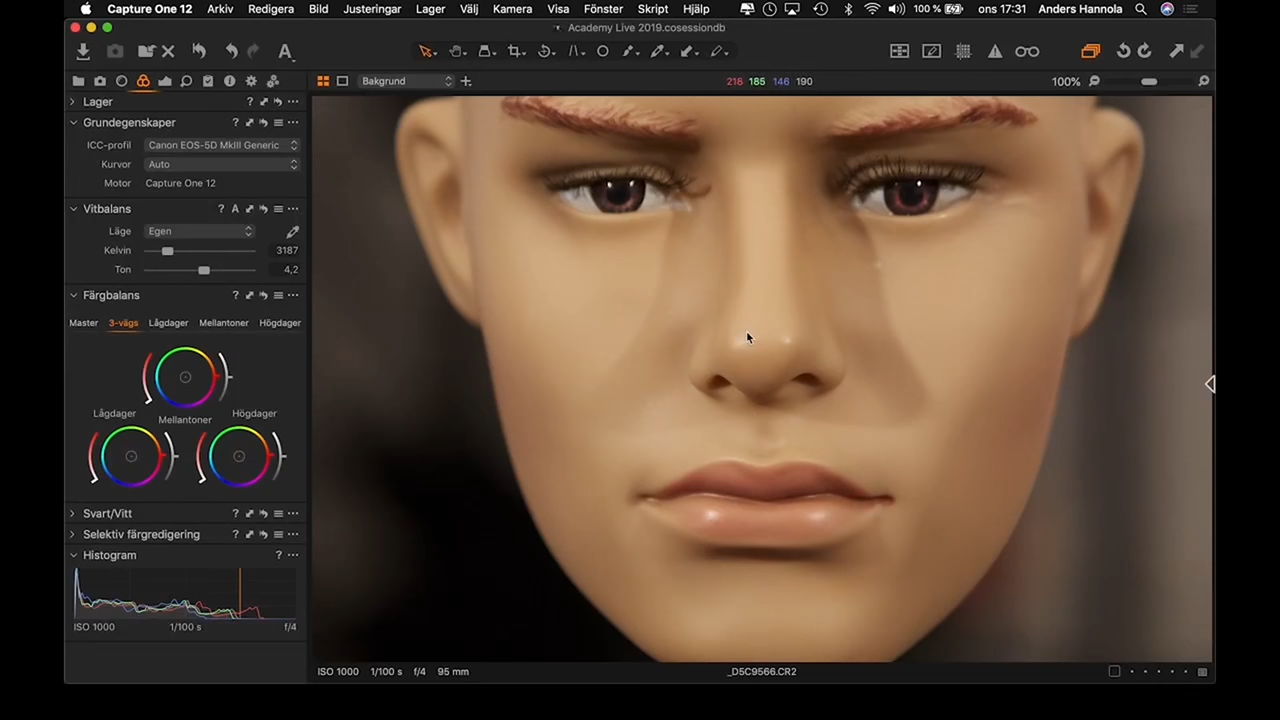 Capture One 12 Arkiv Redigera Bild Justeringar Lager Välj Kamera Visa Fönster Skript Hjälp 100 % ons 17:31 Anders Hannola
Academy Live 2019.cosessiondb
A
Bakgrund 218 185 146 190 100%
Lager ?
Grundegenskaper ?
ICC-profil Canon EOS-5D MkIII Generic
Kurvor Auto
Motor Capture One 12
Vitbalans ? A
Läge Egen
Kelvin 3187
Ton 4,2
Färgbalans ?
Master 3-vägs Lågdager Mellantoner Högdager
Lågdager Mellantoner Högdager
Svart/Vitt ?
Selektiv färgredigering ?
Histogram ?
ISO 1000 1/100 s f/4
ISO 1000 1/100 s f/4 95 mm _D5C9566.CR2